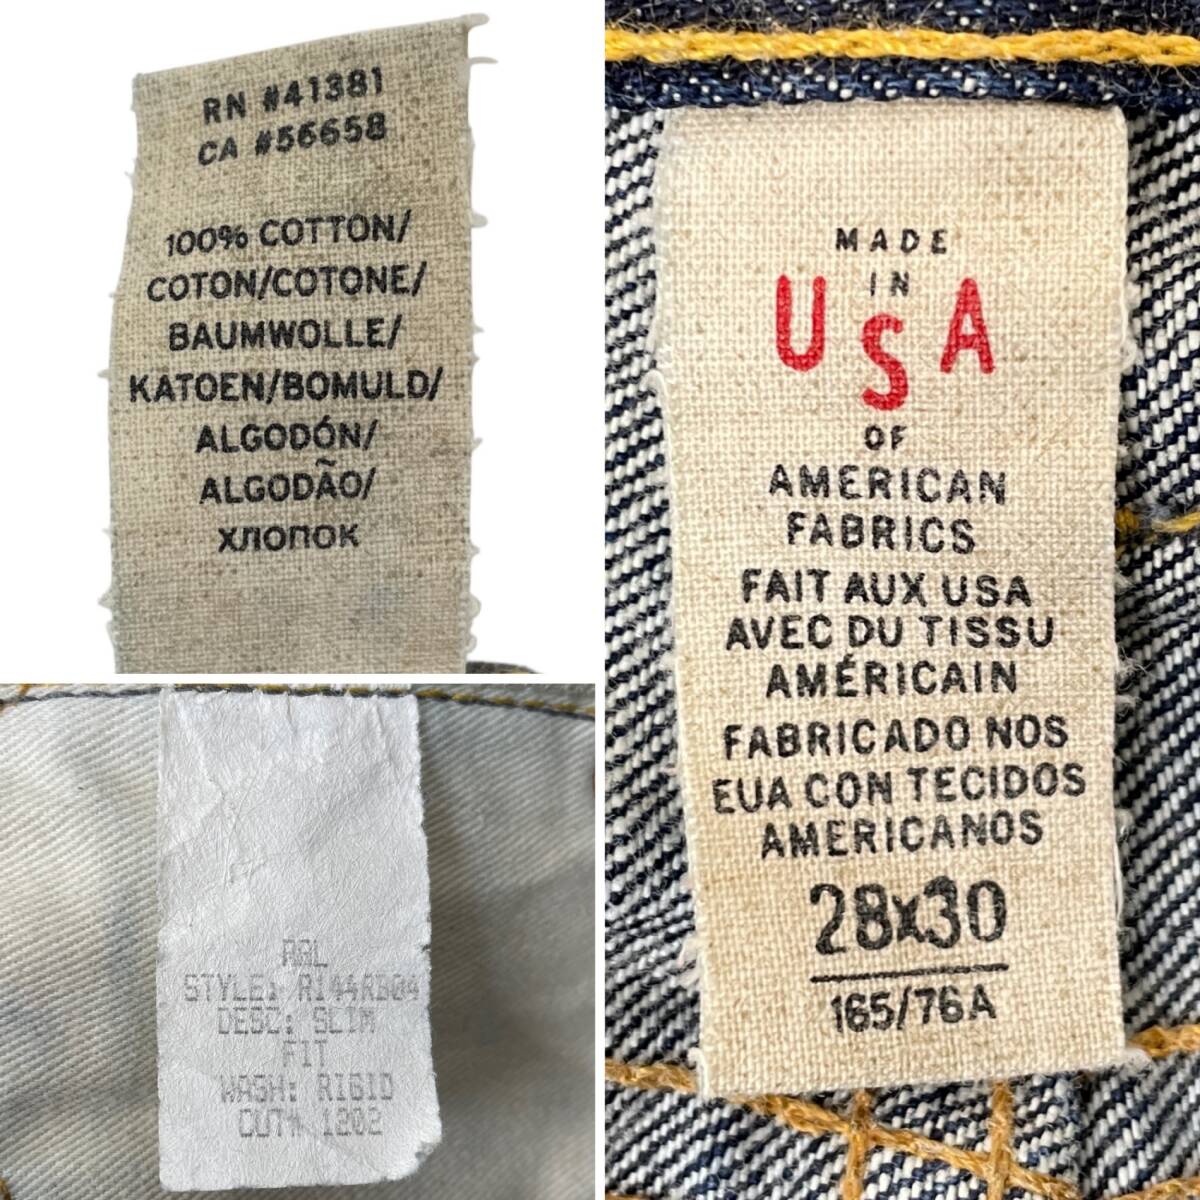 RN #41381
CA #56658
100% COTTON/
COTON/COTONE/
BAUMWOLLE/
KATOEN/BOMULD/
ALGODÓN/
ALGODÃO/
ХЛОПОК
MADE
IN
USA
OF
AMERICAN
FABRICS
FAIT AUX USA
AVEC DU TISSU
AMÉRICAIN
FABRICADO NOS
EUA CON TECIDOS
AMERICANOS
28x30
165/76A
RRL
STYLE: RI44RB04
DESC: SLIM
FIT
WASH: RIGID
CUT# 1202